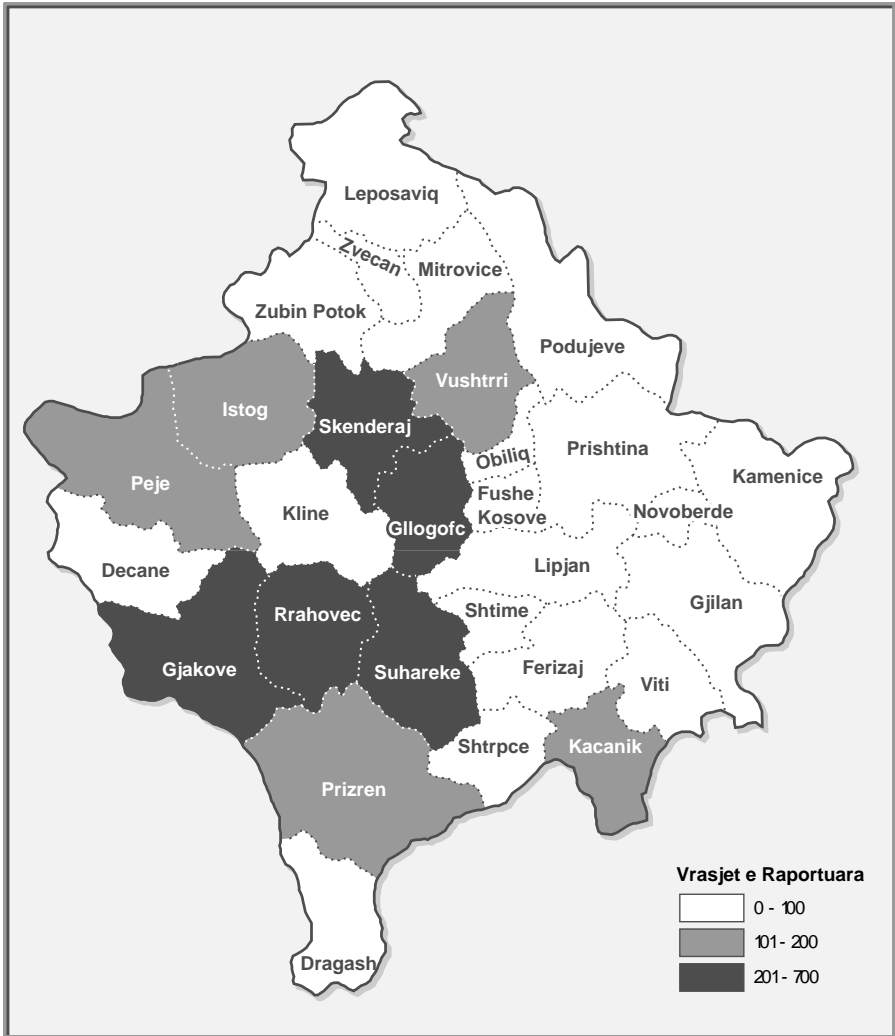 Leposaviq
Zvecan
Mitrovice
Zubin Potok
Podujeve
Vushtrri
Istog
Skenderaj
Prishtina
Obiliq
Kamenice
Peje
Fushe
Kosove
Kline
Novoberde
Gllogofc
Lipjan
Decane
Gjilan
Shtime
Rrahovec
Ferizaj
Gjakove
Suhareke
Viti
Shtrpce
Kacanik
Prizren
Dragash
Vrasjet e Raportuara
0 - 100
101 - 200
201 - 700